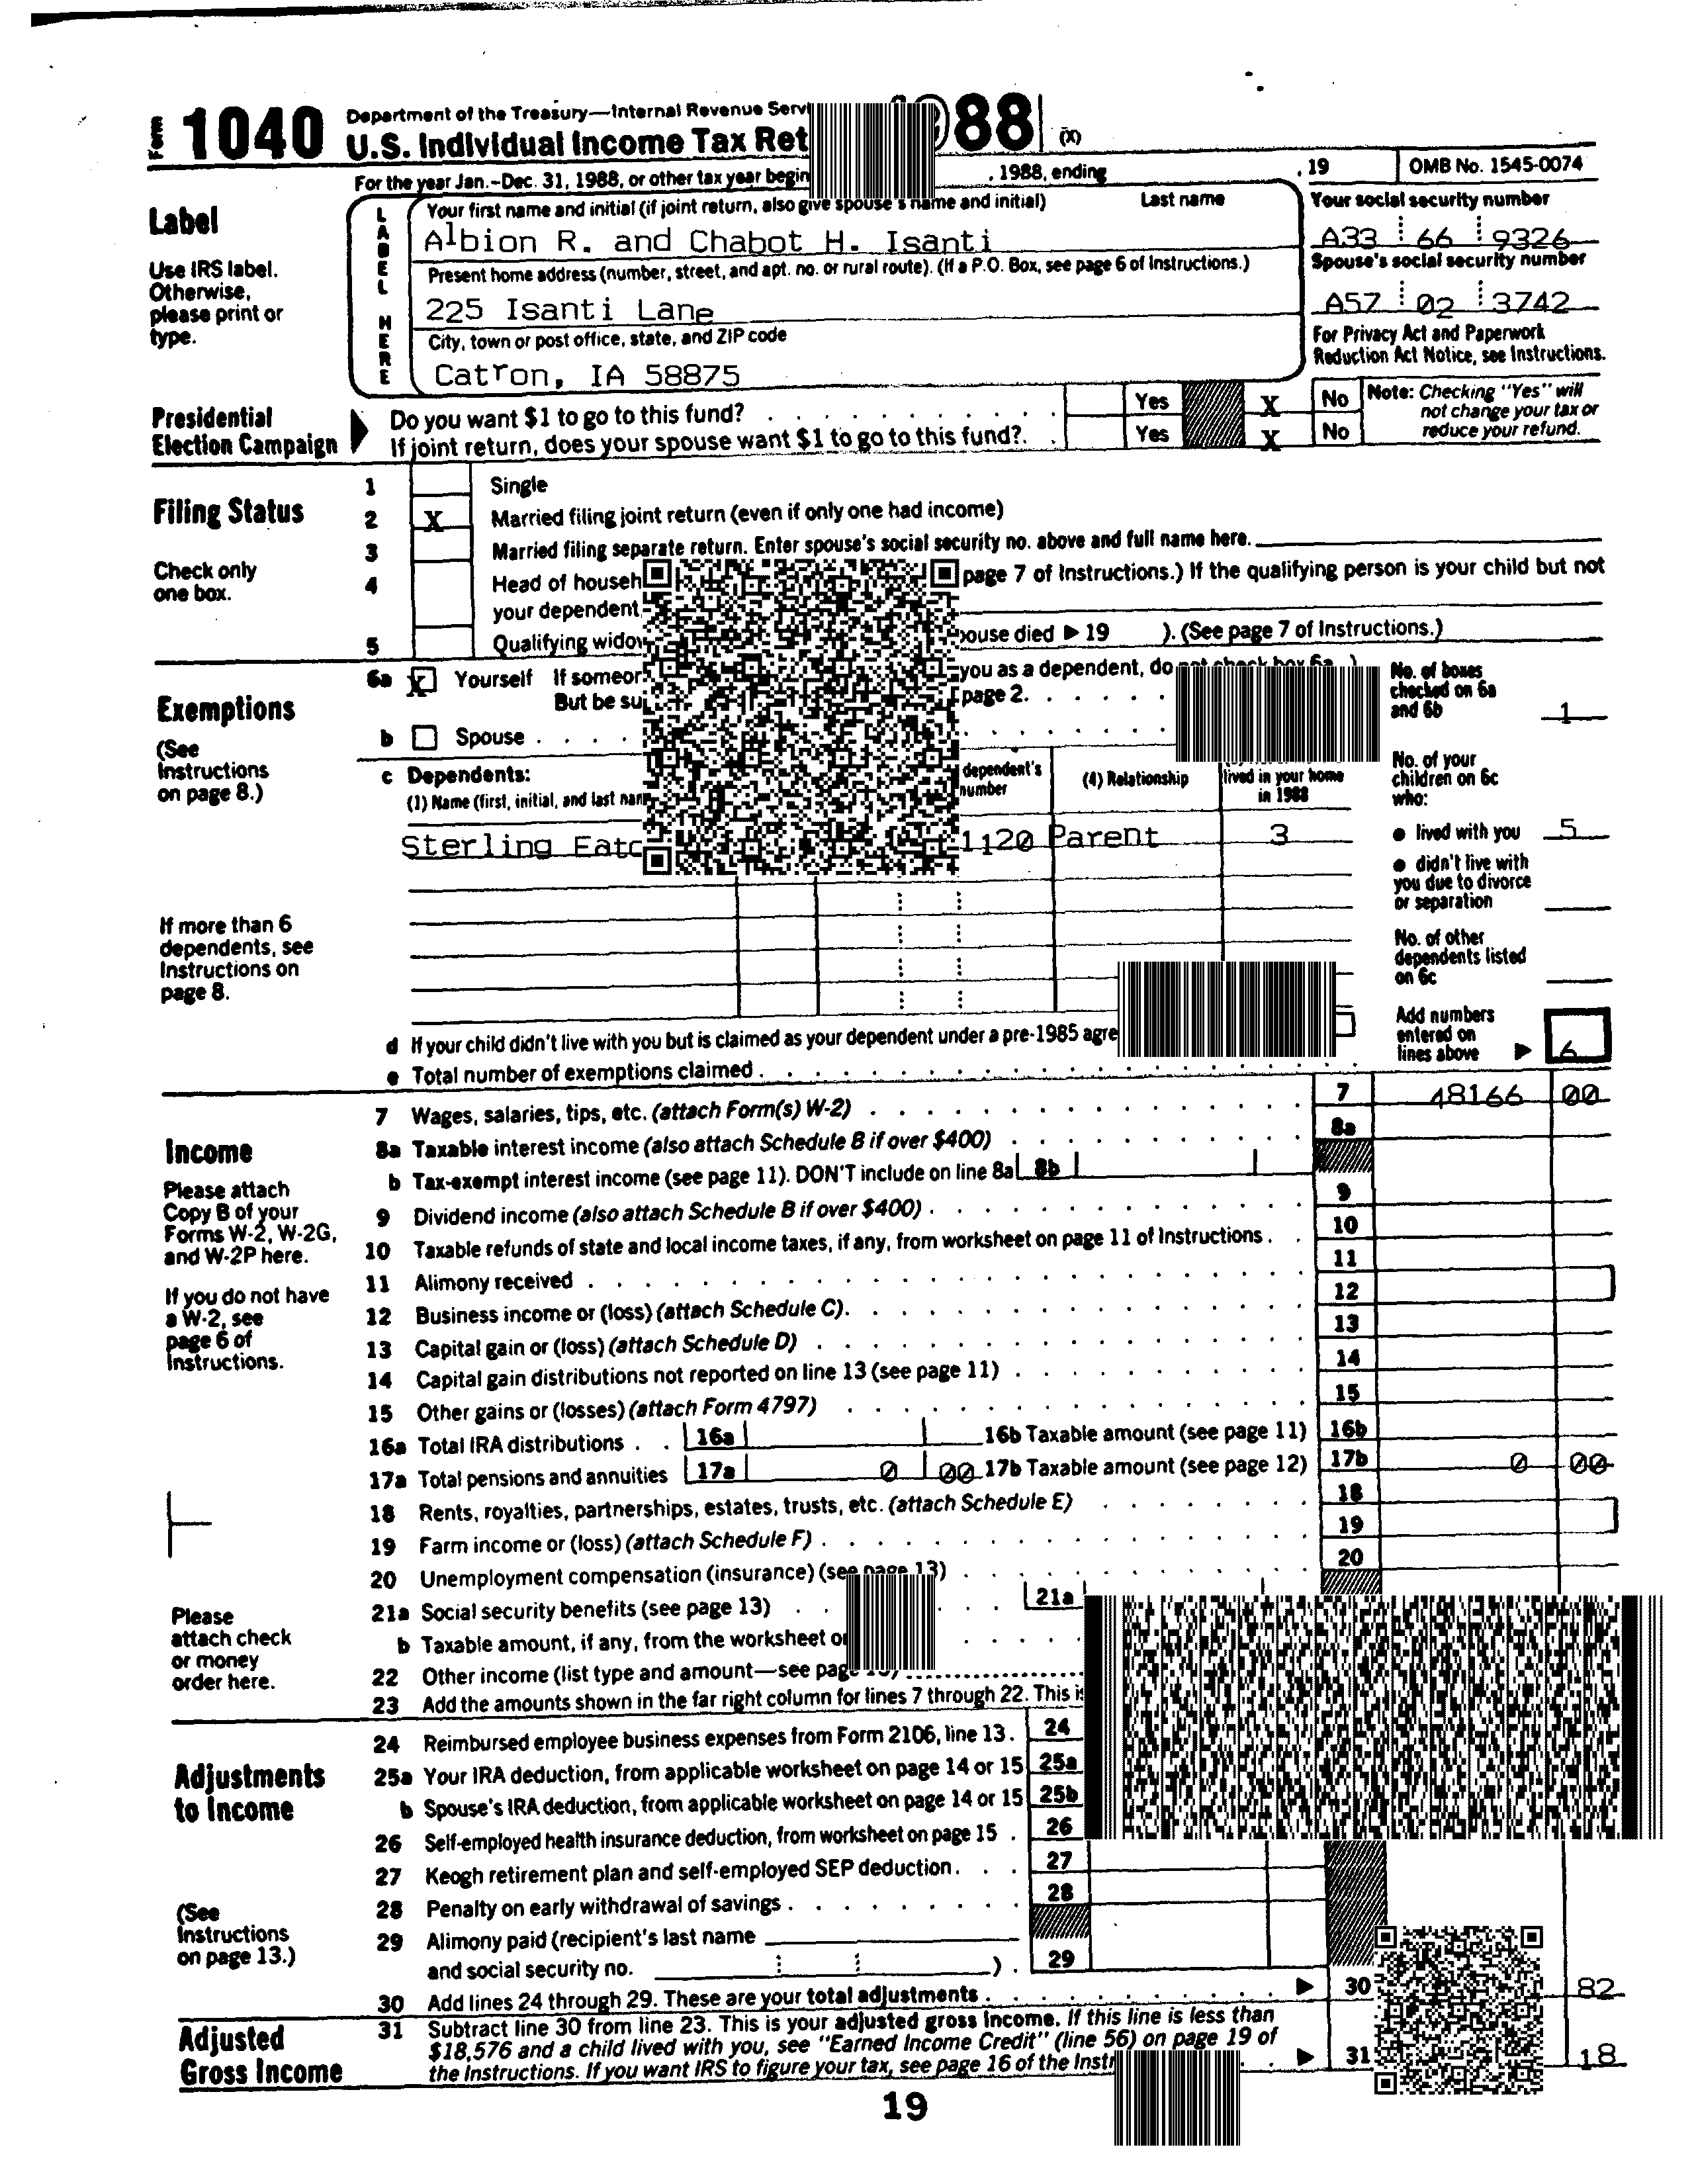 Form 1040 Department of the Treasury—Internal Revenue 88 (X)
U.S. Individual Income Tax
For the year Jan.-Dec. 31, 1988, or other tax year , 1988, ending , 19 OMB No. 1545-0074
Label
Use IRS label.
Otherwise,
please print or
type.
LABEL HERE
Your first name and initial (if joint return, also give spouse's name and initial) Last name
Albion R. and Chabot H. Isanti
Present home address (number, street, and apt. no. or rural route). (If a P.O. Box, see page 6 of Instructions.)
225 Isanti Lane
City, town or post office, state, and ZIP code
Catron, IA 58875
Your social security number
A33 66 9326
Spouse's social security number
A57 02 3742
For Privacy Act and Paperwork
Reduction Act Notice, see Instructions.
Presidential
Election Campaign
Do you want $1 to go to this fund? Yes X No
If joint return, does your spouse want $1 to go to this fund? Yes X No
Note: Checking "Yes" will
not change your tax or
reduce your refund.
Filing Status
Check only
one box.
1 Single
2 X Married filing joint return (even if only one had income)
3 Married filing separate return. Enter spouse's social security no. above and full name here.
4 Head of page 7 of Instructions.) If the qualifying person is your child but not
your dependent,
5 Qualifying died ▶ 19 ). (See page 7 of Instructions.)
Exemptions
(See
Instructions
on page 8.)
If more than 6
dependents, see
Instructions on
page 8.
6a X Yourself If you as a dependent, do
But be page 2.
b Spouse
c Dependents:
(1) Name (first, initial, and last dependent's
number
(4) Relationship
lived in your home
in 1988
Sterling 1120 Parent 3
d If your child didn't live with you but is claimed as your dependent under a pre-1985
e Total number of exemptions claimed
No. of boxes
checked on 6a
and 6b 1
No. of your
children on 6c
who:
● lived with you 5
● didn't live with
you due to divorce
or separation
No. of other
dependents listed
on 6c
Add numbers
entered on
lines above ▶ 6
Income
Please attach
Copy B of your
Forms W-2, W-2G,
and W-2P here.
If you do not have
a W-2, see
page 6 of
Instructions.
Please
attach check
or money
order here.
7 Wages, salaries, tips, etc. (attach Form(s) W-2) 7 48166 00
8a Taxable interest income (also attach Schedule B if over $400) 8a
b Tax-exempt interest income (see page 11). DON'T include on line 8a 8b
9 Dividend income (also attach Schedule B if over $400) 9
10 Taxable refunds of state and local income taxes, if any, from worksheet on page 11 of Instructions 10
11 Alimony received 11
12 Business income or (loss) (attach Schedule C) 12
13 Capital gain or (loss) (attach Schedule D) 13
14 Capital gain distributions not reported on line 13 (see page 11) 14
15 Other gains or (losses) (attach Form 4797) 15
16a Total IRA distributions 16a 16b Taxable amount (see page 11) 16b
17a Total pensions and annuities 17a 0 00 17b Taxable amount (see page 12) 17b 0 00
18 Rents, royalties, partnerships, estates, trusts, etc. (attach Schedule E) 18
19 Farm income or (loss) (attach Schedule F) 19
20 Unemployment compensation (insurance) (see page 13) 20
21a Social security benefits (see page 13) 21a
b Taxable amount, if any, from the worksheet
22 Other income (list type and amount—see
23 Add the amounts shown in the far right column for lines 7 through 22. This
Adjustments
to Income
(See
Instructions
on page 13.)
24 Reimbursed employee business expenses from Form 2106, line 13. 24
25a Your IRA deduction, from applicable worksheet on page 14 or 15 25a
b Spouse's IRA deduction, from applicable worksheet on page 14 or 15 25b
26 Self-employed health insurance deduction, from worksheet on page 15 26
27 Keogh retirement plan and self-employed SEP deduction 27
28 Penalty on early withdrawal of savings 28
29 Alimony paid (recipient's last name
and social security no. ) 29
30 Add lines 24 through 29. These are your total adjustments ▶ 30 82
Adjusted
Gross Income
31 Subtract line 30 from line 23. This is your adjusted gross income. If this line is less than
$18,576 and a child lived with you, see "Earned Income Credit" (line 56) on page 19 of
the Instructions. If you want IRS to figure your tax, see page 16 of the ▶ 31 18
19